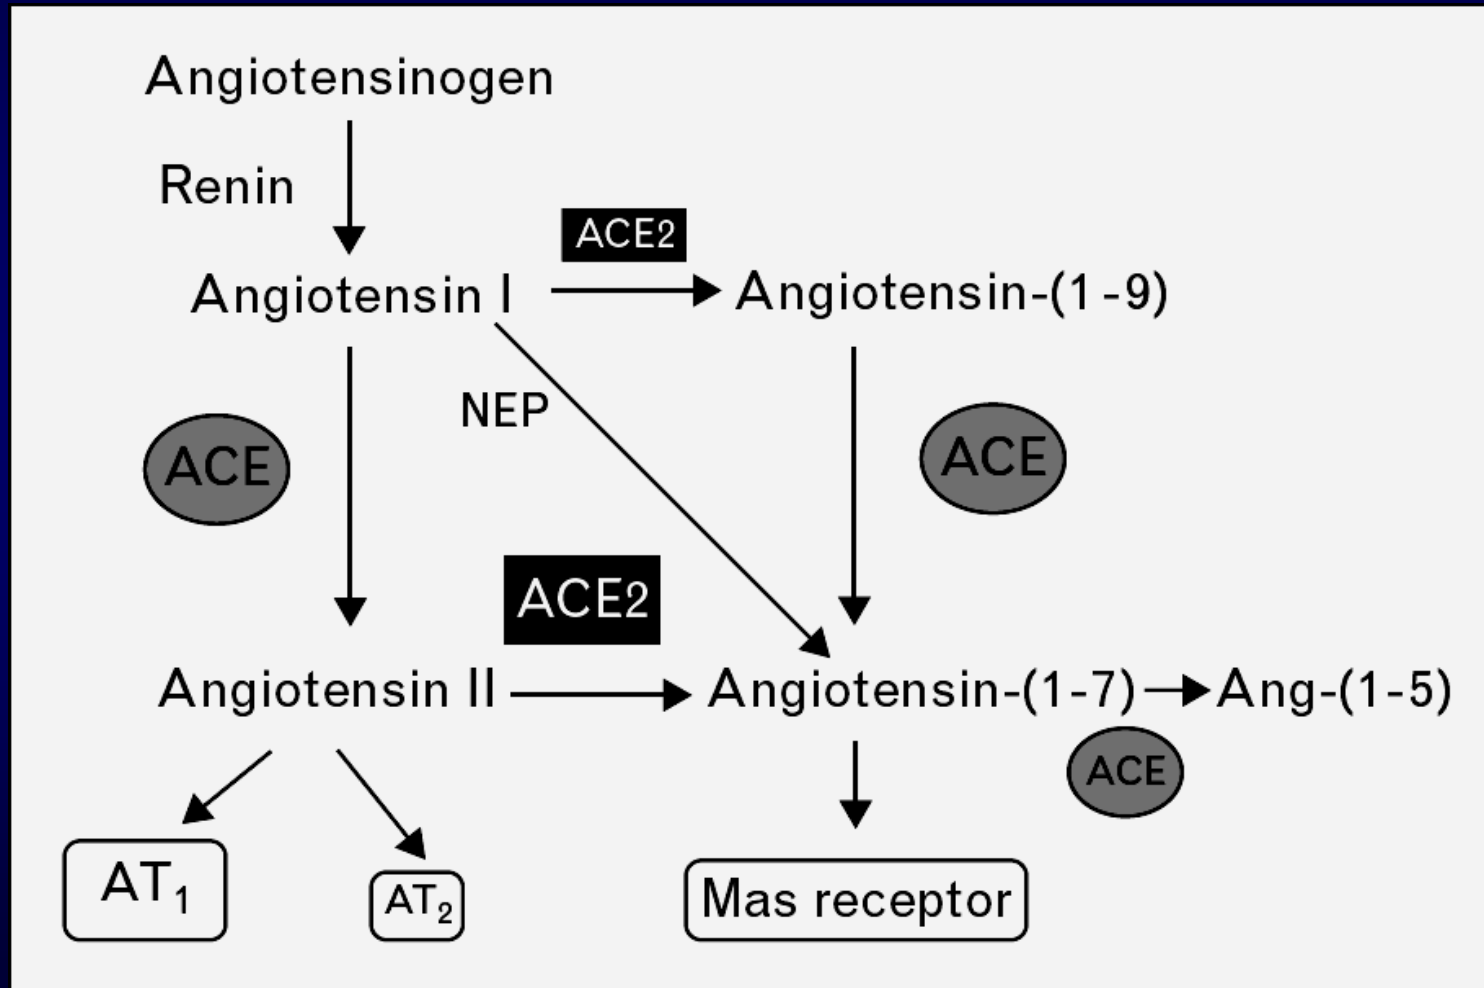 Angiotensinogen
Renin
ACE2
Angiotensin I
Angiotensin-(1-9)
NEP
ACE
ACE
ACE2
Angiotensin II
Angiotensin-(1-7)
Ang-(1-5)
ACE
AT₁
AT₂
Mas receptor